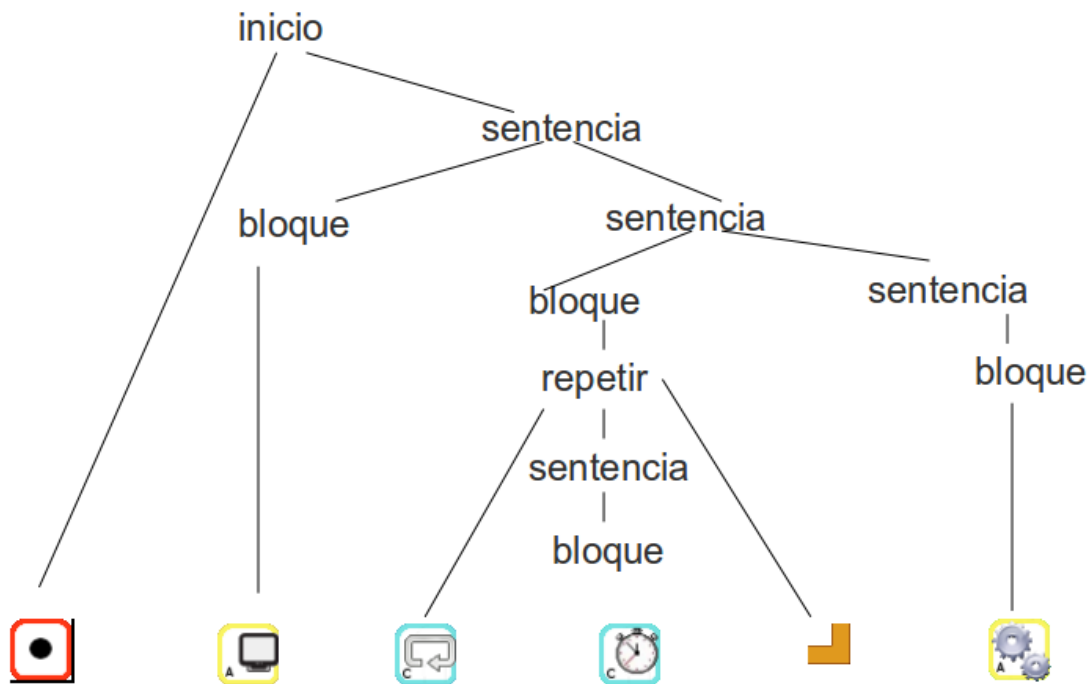 inicio
sentencia
bloque
sentencia
bloque
sentencia
repetir
bloque
sentencia
bloque
A
C
C
A